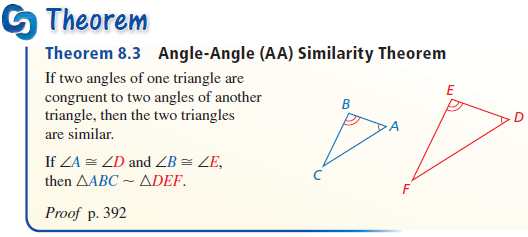 Theorem
Theorem 8.3 Angle-Angle (AA) Similarity Theorem
If two angles of one triangle are
congruent to two angles of another
triangle, then the two triangles
are similar.
If ∠A ≅ ∠D and ∠B ≅ ∠E,
then △ABC ~ △DEF.
Proof p. 392
B
A
C
E
D
F